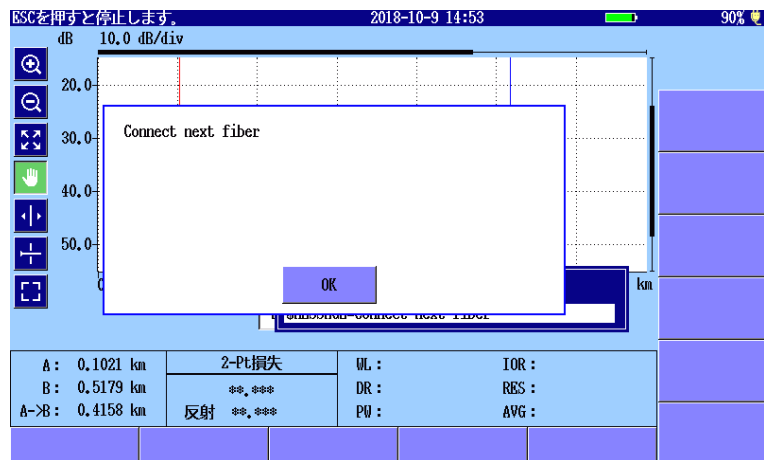 ESCを押すと停止します。 2018-10-9 14:53 90%
dB 10.0 dB/div
20.0
30.0
40.0
50.0
Connect next fiber
OK
km
A: 0.1021 km
B: 0.5179 km
A->B: 0.4158 km
2-Pt損失
**.***
反射 **.***
WL: IOR:
DR: RES:
PW: AVG: